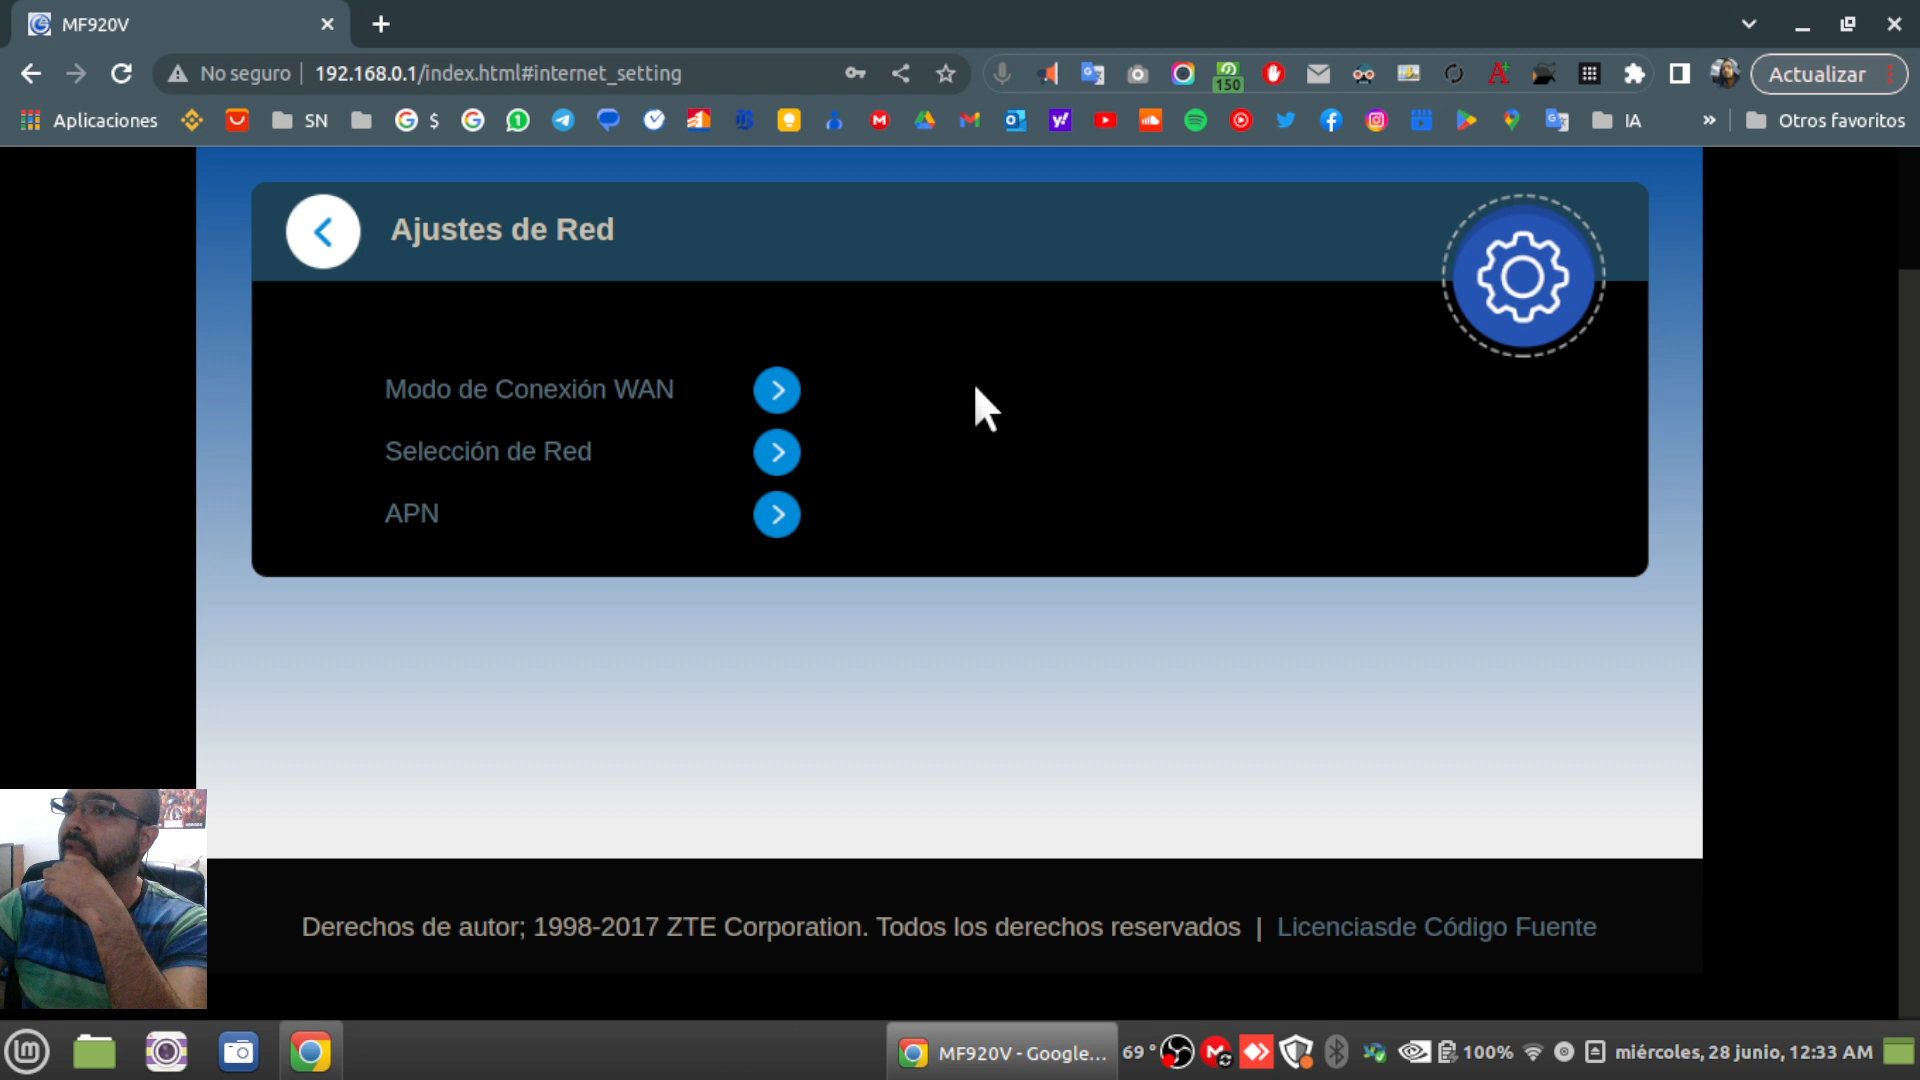 MF920V
No seguro
192.168.0.1/index.html#internet_setting
150
Actualizar
Aplicaciones
SN
$
1
IA
»
Otros favoritos
Ajustes de Red
Modo de Conexión WAN
Selección de Red
APN
Derechos de autor; 1998-2017 ZTE Corporation. Todos los derechos reservados | Licenciasde Código Fuente
MF920V - Google...
69 °
100%
miércoles, 28 junio, 12:33 AM